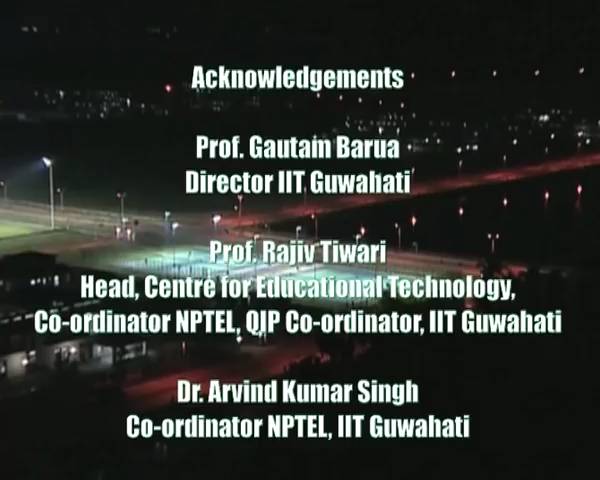 Acknowledgements
Prof. Gautam Barua
Director IIT Guwahati
Prof. Rajiv Tiwari
Head, Centre for Educational Technology,
Co-ordinator NPTEL, QIP Co-ordinator, IIT Guwahati
Dr. Arvind Kumar Singh
Co-ordinator NPTEL, IIT Guwahati